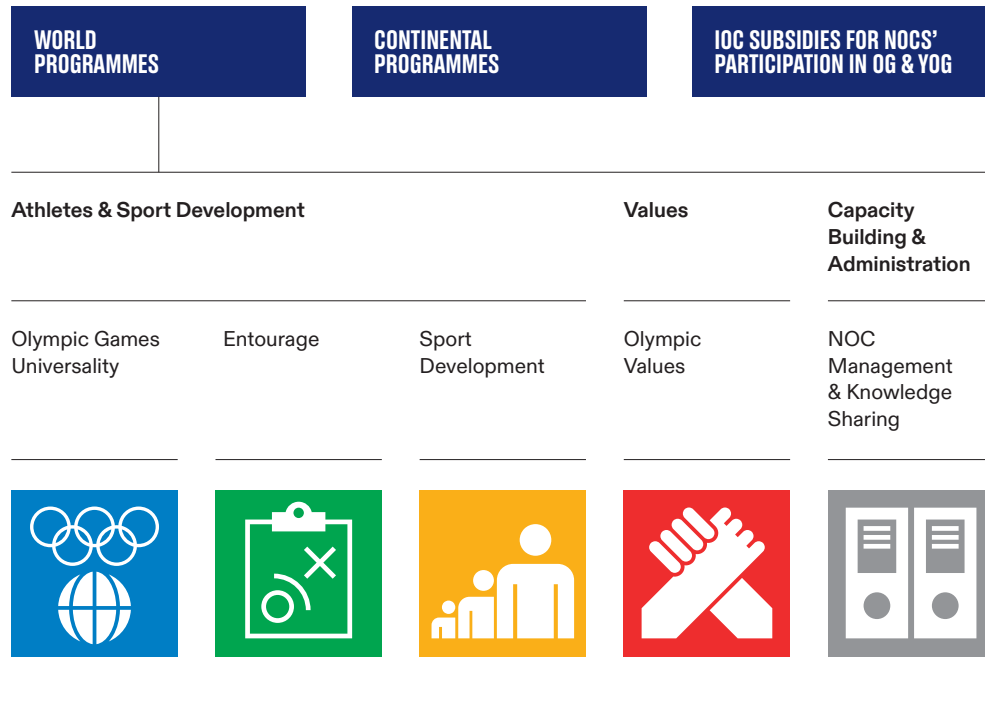 WORLD
PROGRAMMES
CONTINENTAL
PROGRAMMES
IOC SUBSIDIES FOR NOCS’
PARTICIPATION IN OG & YOG
Athletes & Sport Development
Values
Capacity
Building &
Administration
Olympic Games
Universality
Entourage
Sport
Development
Olympic
Values
NOC
Management
& Knowledge
Sharing